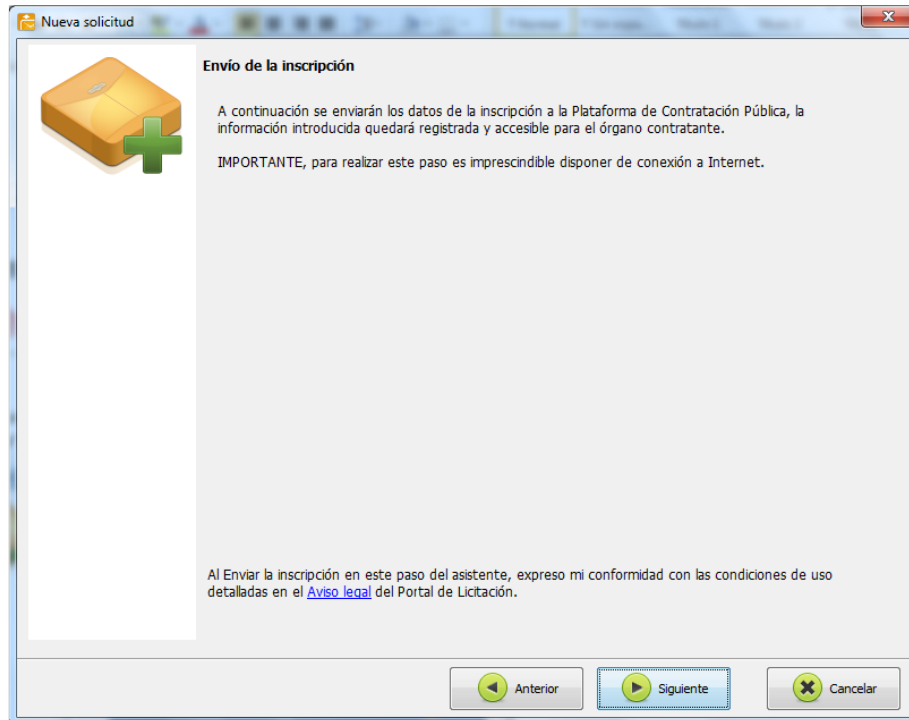 Nueva solicitud
Envío de la inscripción
A continuación se enviarán los datos de la inscripción a la Plataforma de Contratación Pública, la
información introducida quedará registrada y accesible para el órgano contratante.
IMPORTANTE, para realizar este paso es imprescindible disponer de conexión a Internet.
Al Enviar la inscripción en este paso del asistente, expreso mi conformidad con las condiciones de uso
detalladas en el Aviso legal del Portal de Licitación.
Anterior
Siguiente
Cancelar